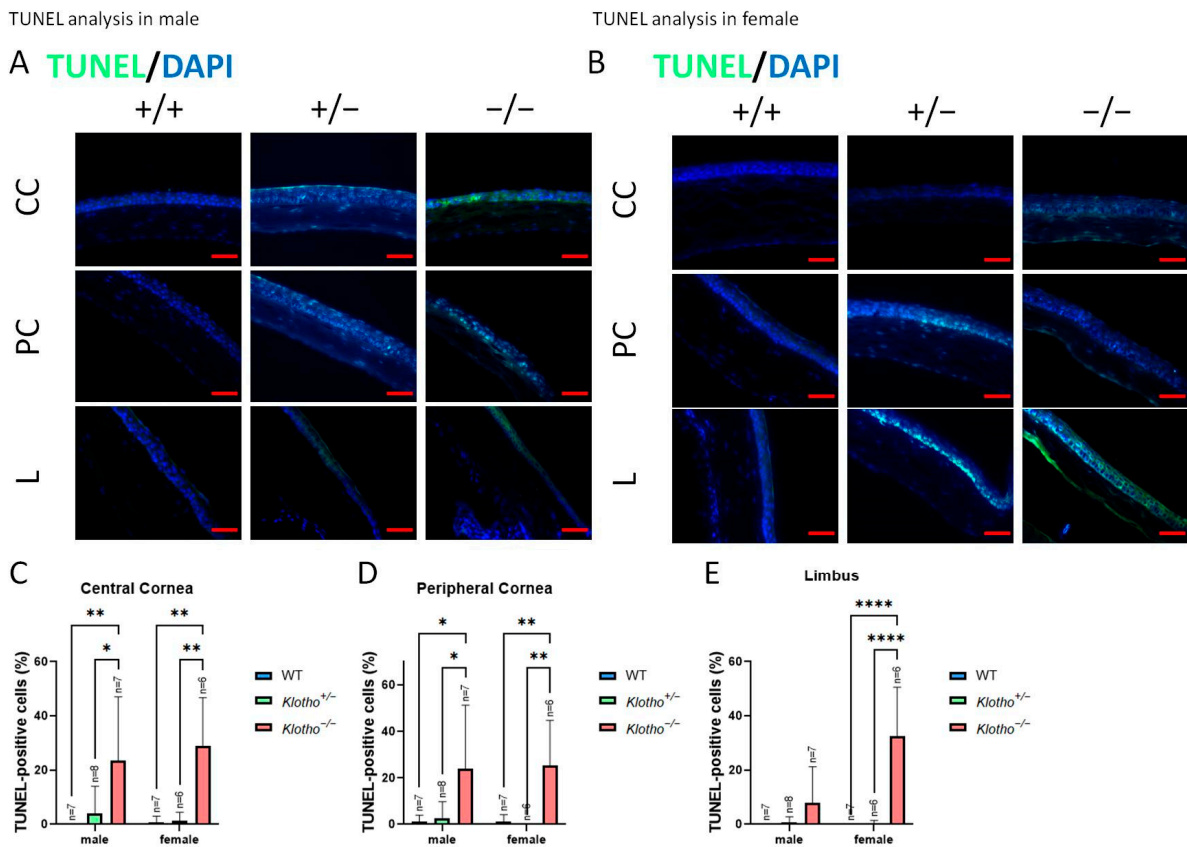 TUNEL analysis in male
TUNEL analysis in female
A TUNEL/DAPI
+/+ +/− −/−
CC
PC
L
B TUNEL/DAPI
+/+ +/− −/−
CC
PC
L
C
Central Cornea
** **
* **
TUNEL-positive cells (%)
60
40
20
0
n=7 n=8 n=7 n=7 n=6 n=6
male female
WT
Klotho+/−
Klotho−/−
D
Peripheral Cornea
* **
* **
TUNEL-positive cells (%)
60
40
20
0
n=7 n=8 n=7 n=7 n=6 n=6
male female
WT
Klotho+/−
Klotho−/−
E
Limbus
****
****
TUNEL-positive cells (%)
60
40
20
0
n=7 n=8 n=7 n=7 n=6 n=6
male female
WT
Klotho+/−
Klotho−/−